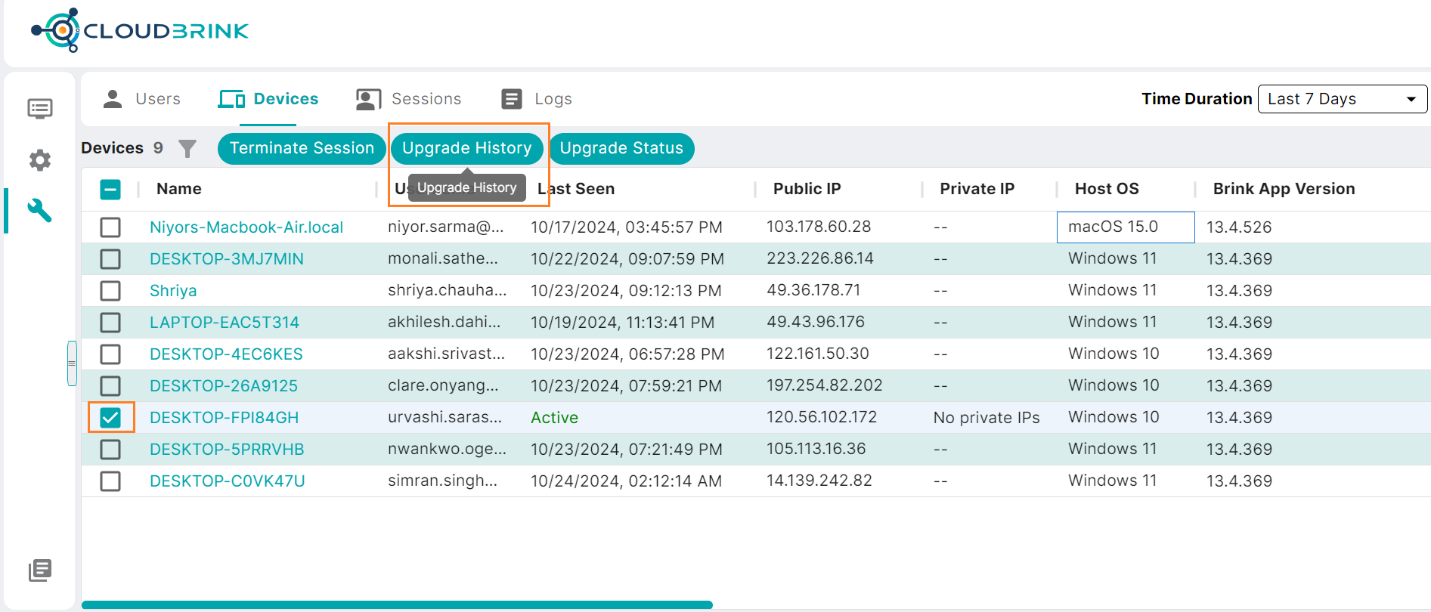 CLOUDBRINK
Users Devices Sessions Logs Time Duration Last 7 Days
Devices 9 Terminate Session Upgrade History Upgrade Status
Upgrade History
Name Last Seen Public IP Private IP Host OS Brink App Version
Niyors-Macbook-Air.local niyor.sarma@... 10/17/2024, 03:45:57 PM 103.178.60.28 -- macOS 15.0 13.4.526
DESKTOP-3MJ7MIN monali.sathe... 10/22/2024, 09:07:59 PM 223.226.86.14 -- Windows 11 13.4.369
Shriya shriya.chauha... 10/23/2024, 09:12:13 PM 49.36.178.71 -- Windows 11 13.4.369
LAPTOP-EAC5T314 akhilesh.dahi... 10/19/2024, 11:13:41 PM 49.43.96.176 -- Windows 11 13.4.369
DESKTOP-4EC6KES aakshi.srivast... 10/23/2024, 06:57:28 PM 122.161.50.30 -- Windows 10 13.4.369
DESKTOP-26A9125 clare.onyang... 10/23/2024, 07:59:21 PM 197.254.82.202 -- Windows 10 13.4.369
DESKTOP-FPI84GH urvashi.saras... Active 120.56.102.172 No private IPs Windows 10 13.4.369
DESKTOP-5PRRVHB nwankwo.oge... 10/23/2024, 07:21:49 PM 105.113.16.36 -- Windows 11 13.4.369
DESKTOP-C0VK47U simran.singh... 10/24/2024, 02:12:14 AM 14.139.242.82 -- Windows 11 13.4.369